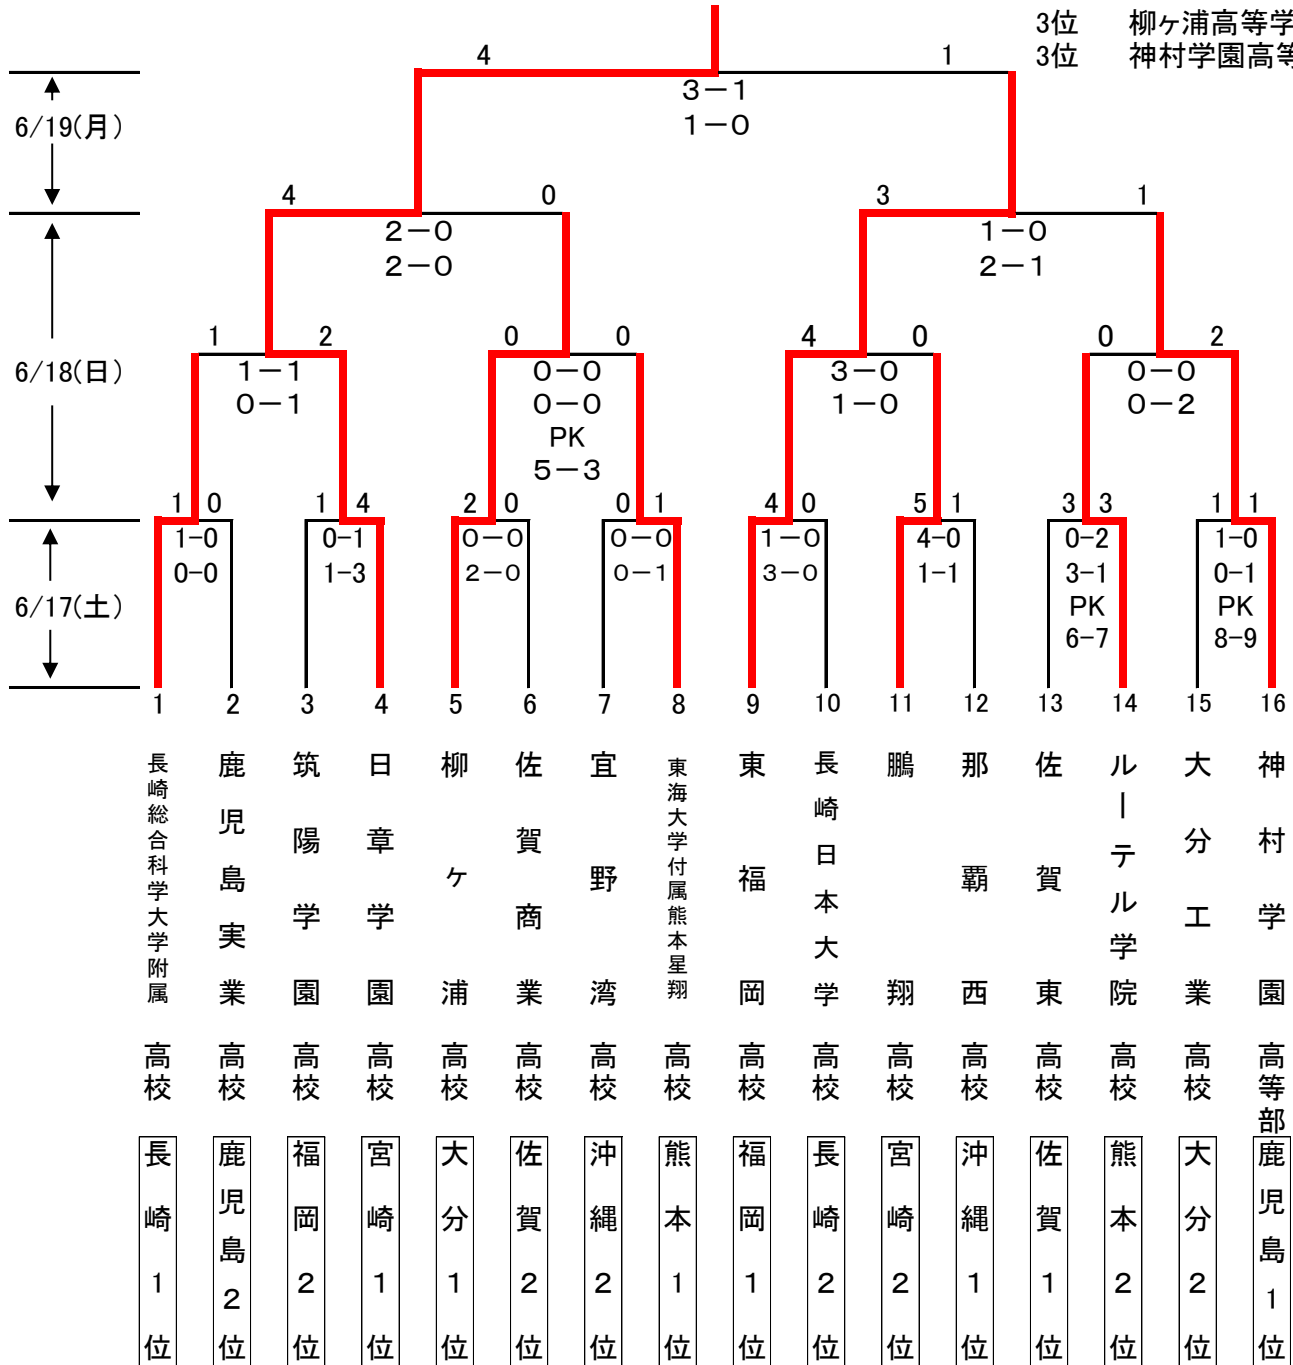 3位 柳ヶ浦高等学
3位 神村学園高等
4 1
3－1
1－0
6/19(月)
4 0 3 1
2－0 1－0
2－0 2－1
1 2 0 0 4 0 0 2
6/18(日)
1－1 0－0 3－0 0－0
0－1 0－0 1－0 0－2
PK
5－3
1 0 1 4 2 0 0 1 4 0 5 1 3 3 1 1
1-0 0-1 0－0 0－0 1－0 4-0 0-2 1-0
0-0 1-3 2－0 0－1 3－0 1-1 3-1 0-1
6/17(土)
PK PK
6-7 8-9
1 2 3 4 5 6 7 8 9 10 11 12 13 14 15 16
長崎総合科学大学附属高校
鹿児島実業高校
筑陽学園高校
日章学園高校
柳ヶ浦高校
佐賀商業高校
宜野湾高校
東海大学付属熊本星翔高校
東福岡高校
長崎日本大学高校
鵬翔高校
那覇西高校
佐賀東高校
ルーテル学院高校
大分工業高校
神村学園高等部
長崎1位
鹿児島2位
福岡2位
宮崎1位
大分1位
佐賀2位
沖縄2位
熊本1位
福岡1位
長崎2位
宮崎2位
沖縄1位
佐賀1位
熊本2位
大分2位
鹿児島1位